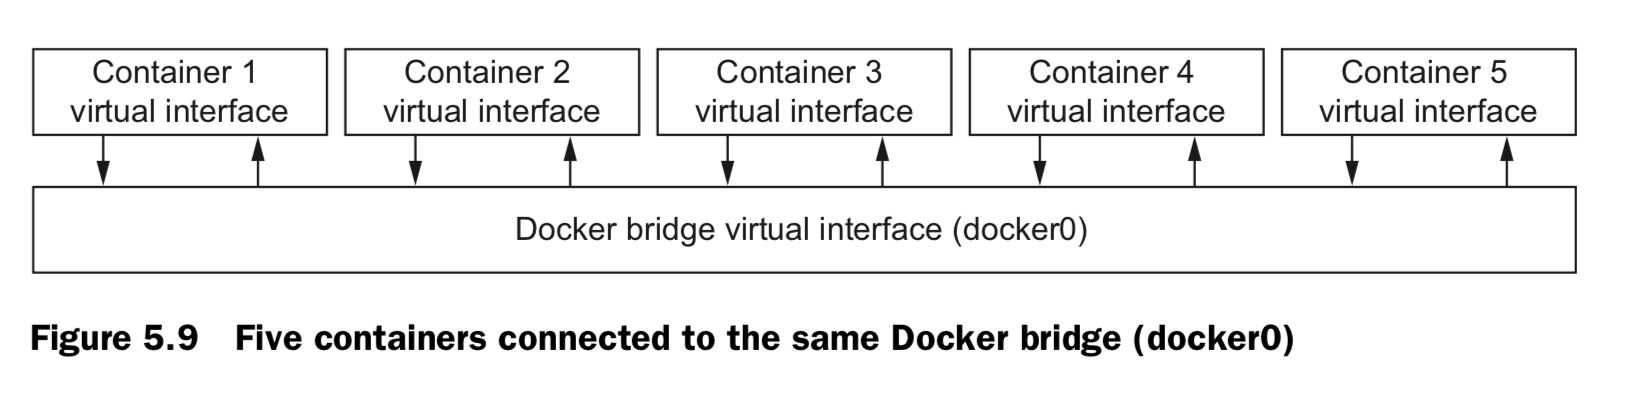 Container 1
virtual interface
Container 2
virtual interface
Container 3
virtual interface
Container 4
virtual interface
Container 5
virtual interface
Docker bridge virtual interface (docker0)
Figure 5.9 Five containers connected to the same Docker bridge (docker0)